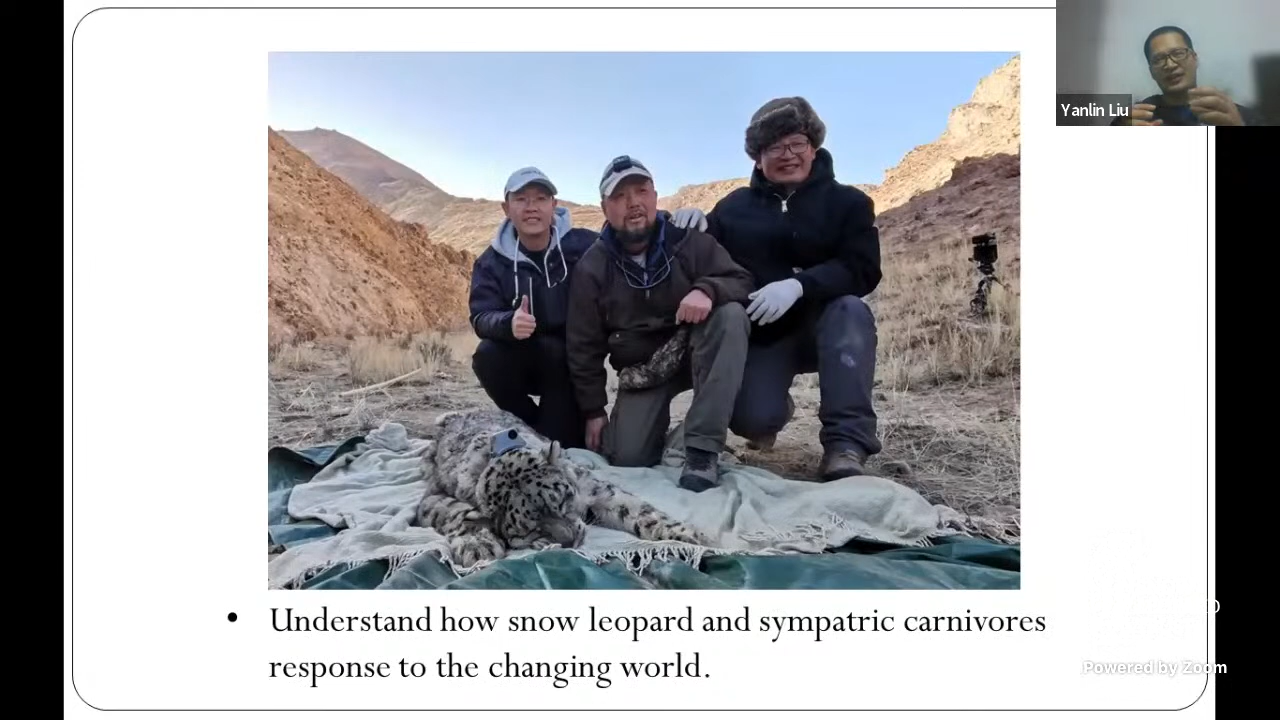 Yanlin Liu
• Understand how snow leopard and sympatric carnivores
response to the changing world.
Powered by Zoom